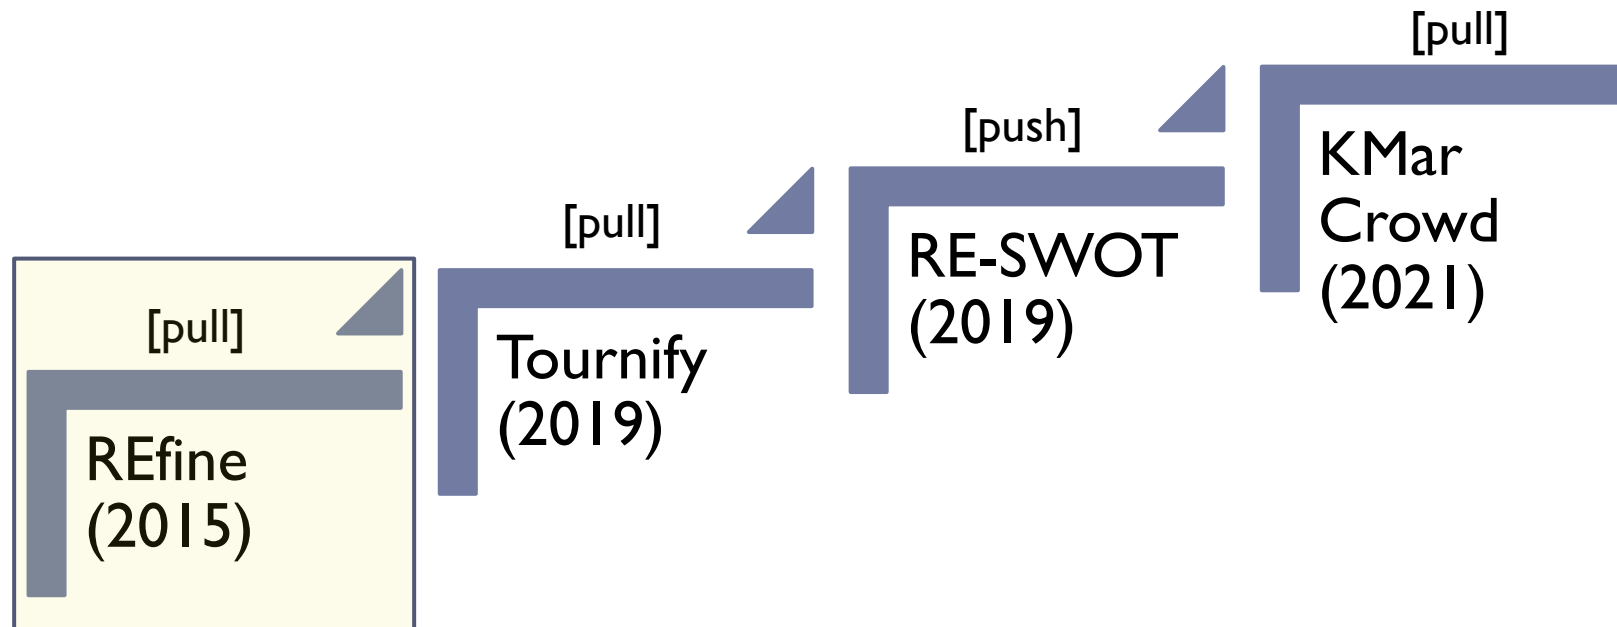 [pull]
REfine
(2015)
[pull]
Tournify
(2019)
[push]
RE-SWOT
(2019)
[pull]
KMar
Crowd
(2021)